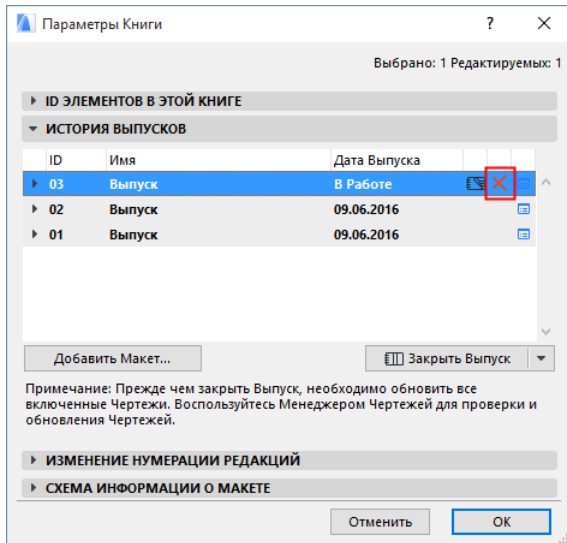 Параметры Книги ?
Выбрано: 1 Редактируемых: 1
ID ЭЛЕМЕНТОВ В ЭТОЙ КНИГЕ
ИСТОРИЯ ВЫПУСКОВ
ID Имя Дата Выпуска
03 Выпуск В Работе
02 Выпуск 09.06.2016
01 Выпуск 09.06.2016
Добавить Макет... Закрыть Выпуск
Примечание: Прежде чем закрыть Выпуск, необходимо обновить все
включенные Чертежи. Воспользуйтесь Менеджером Чертежей для проверки и
обновления Чертежей.
ИЗМЕНЕНИЕ НУМЕРАЦИИ РЕДАКЦИЙ
СХЕМА ИНФОРМАЦИИ О МАКЕТЕ
Отменить OK